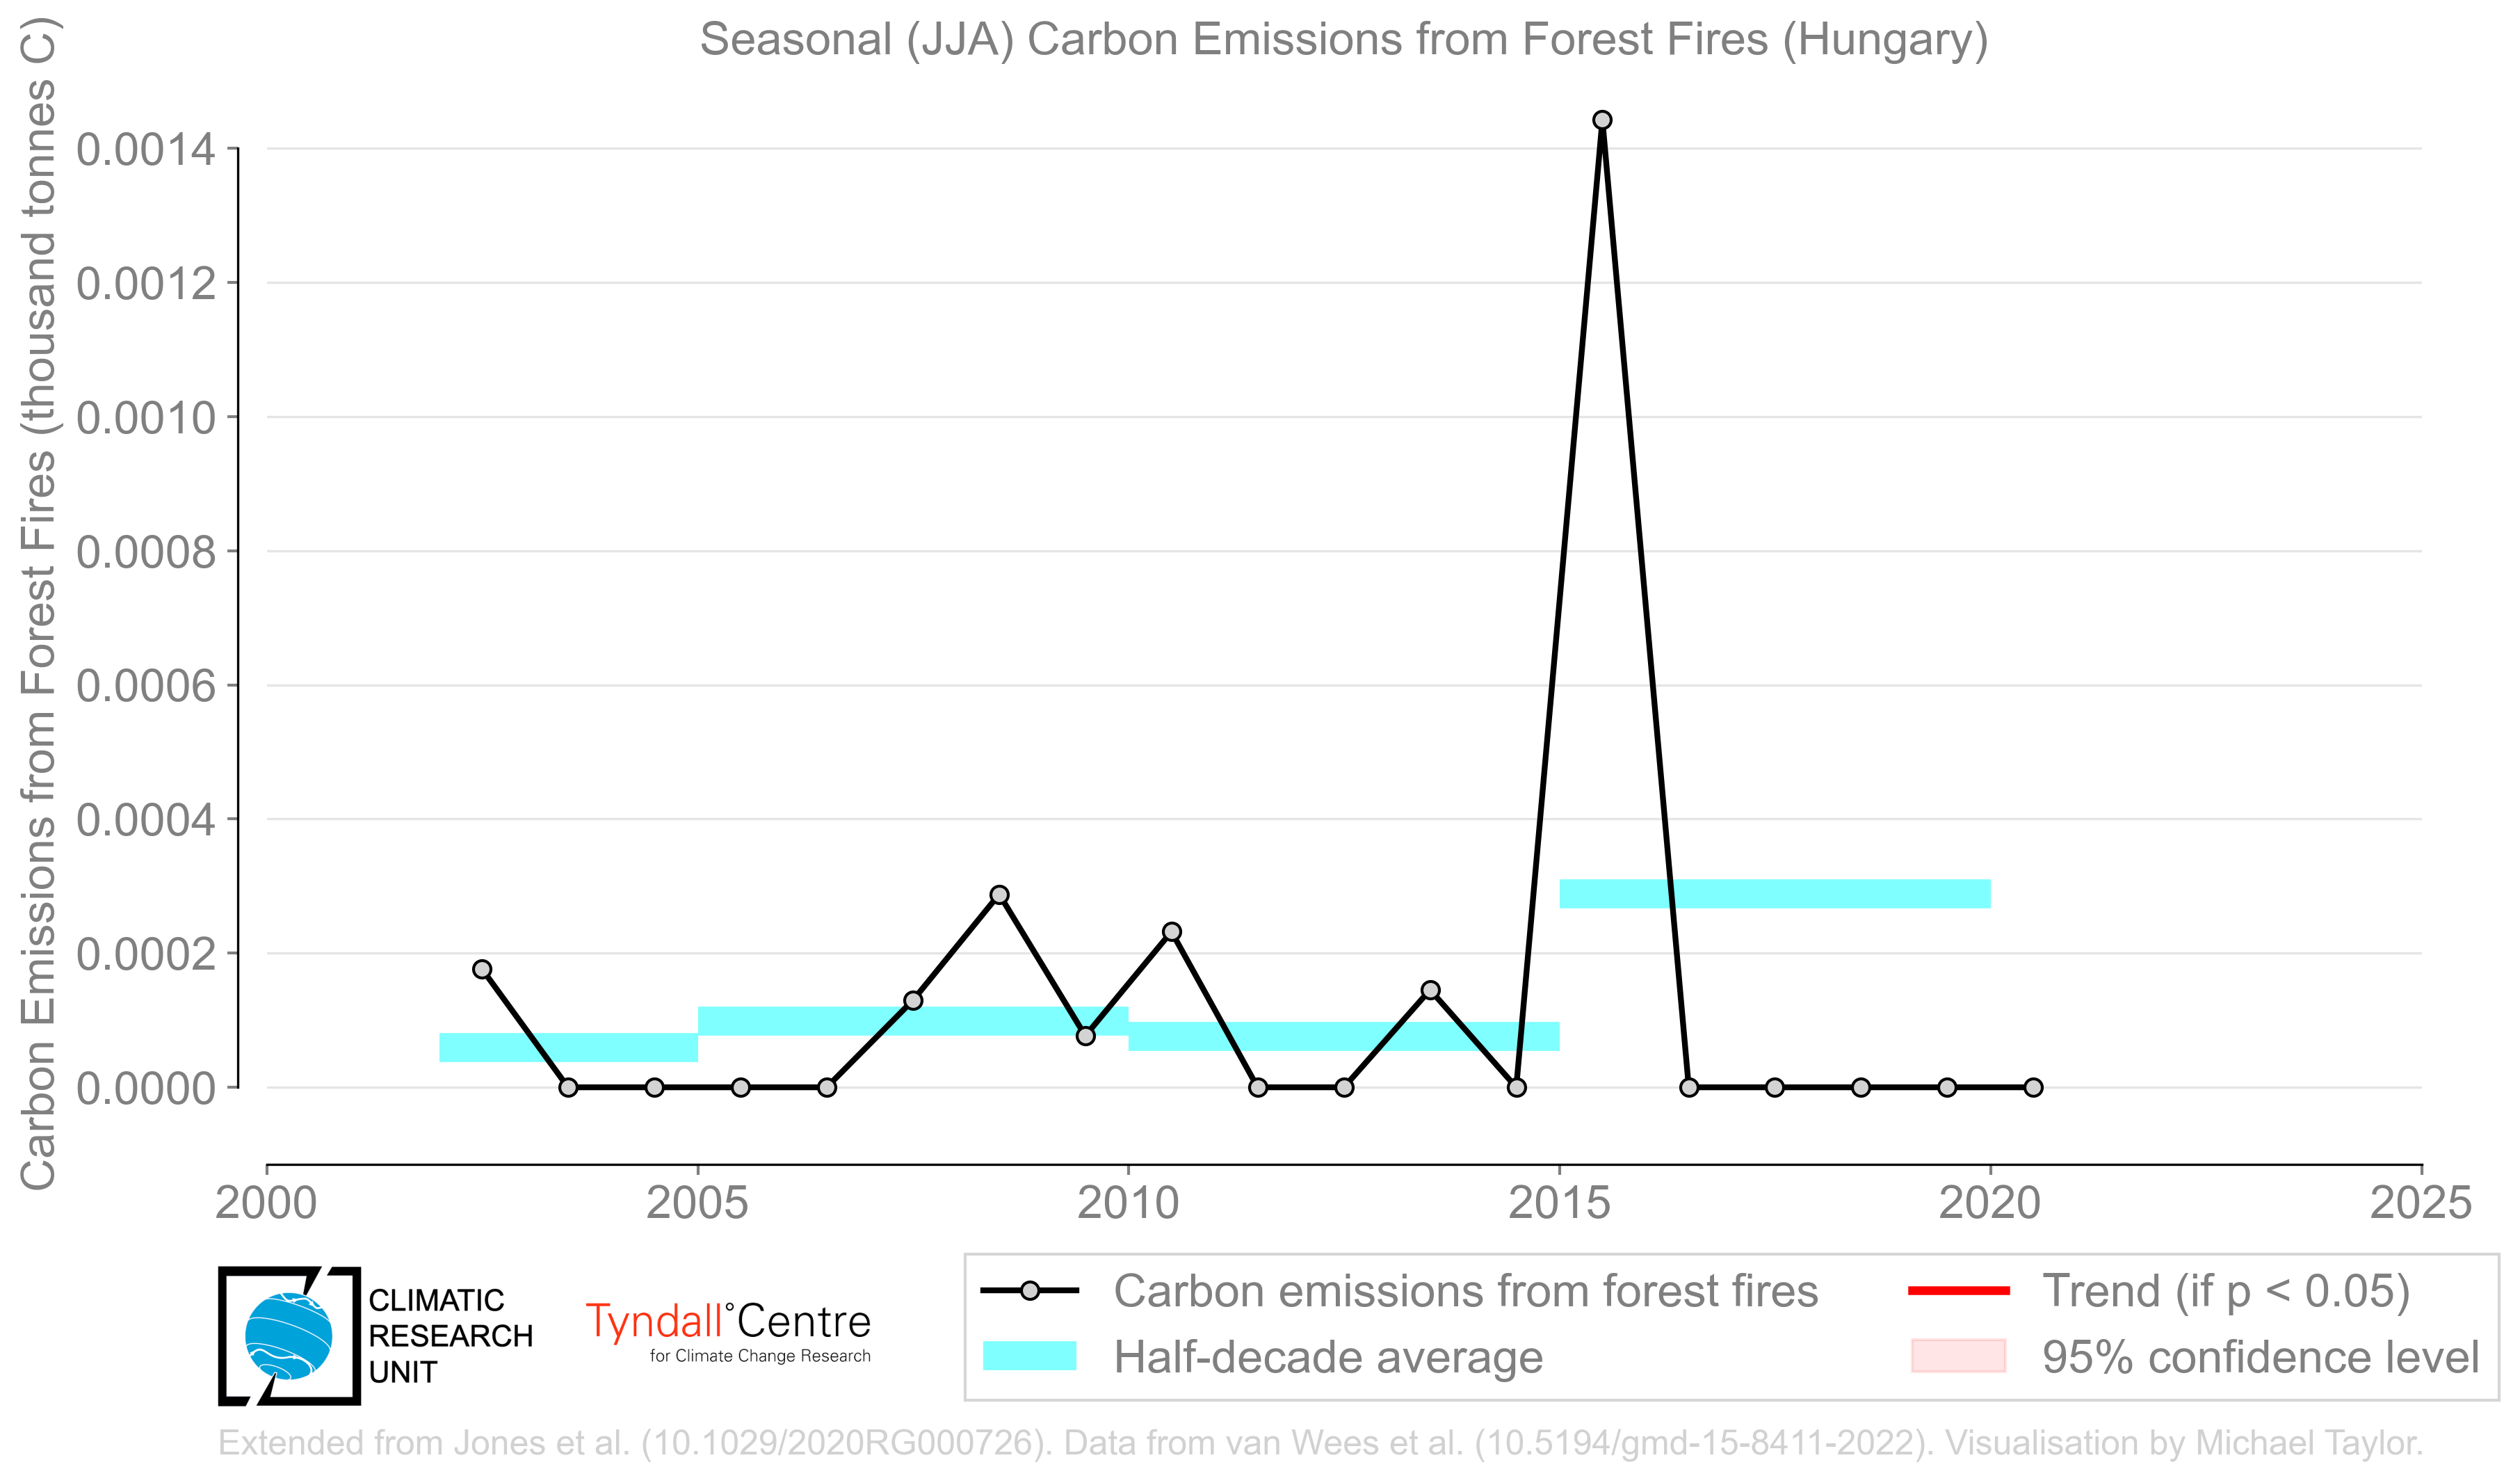 Seasonal (JJA) Carbon Emissions from Forest Fires (Hungary)
Carbon Emissions from Forest Fires (thousand tonnes C)
0.0014
0.0012
0.0010
0.0008
0.0006
0.0004
0.0002
0.0000
2000 2005 2010 2015 2020 2025
CLIMATIC
RESEARCH
UNIT
Tyndall°Centre
for Climate Change Research
Carbon emissions from forest fires
Half-decade average
Trend (if p < 0.05)
95% confidence level
Extended from Jones et al. (10.1029/2020RG000726). Data from van Wees et al. (10.5194/gmd-15-8411-2022). Visualisation by Michael Taylor.